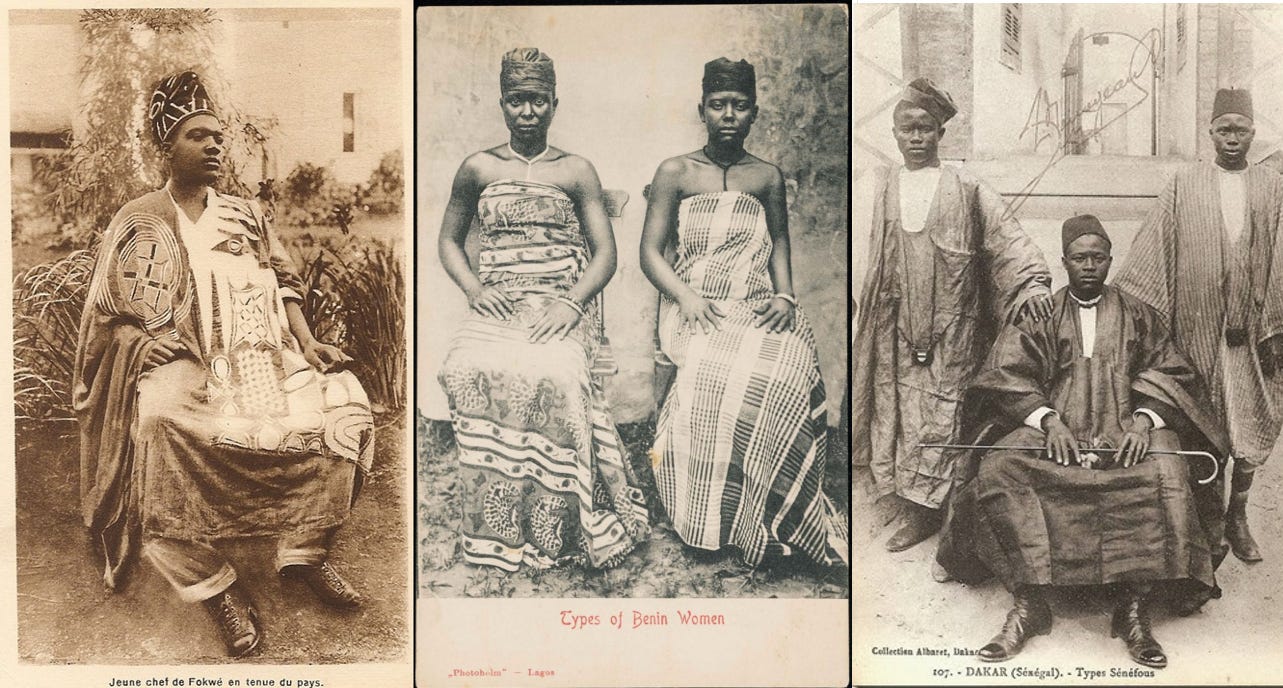 Jeune chef de Fokwé en tenue du pays.
Types of Benin Women
„Photoholm" – Lagos
Collection Albaret, Dakar
107. - DAKAR (Sénégal). - Types Sénéfous